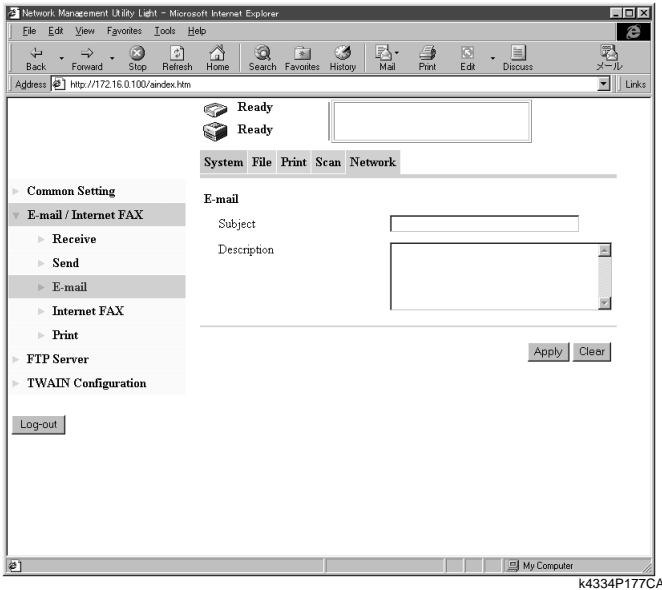 Network Management Utility Light - Microsoft Internet Explorer
File Edit View Favorites Tools Help
Back Forward Stop Refresh Home Search Favorites History Mail Print Edit Discuss メール
Address http://172.16.0.100/aindex.htm Links
Ready
Ready
System File Print Scan Network
Common Setting
E-mail / Internet FAX
Receive
Send
E-mail
Internet FAX
Print
FTP Server
TWAIN Configuration
Log-out
E-mail
Subject
Description
Apply Clear
My Computer
k4334P177CA